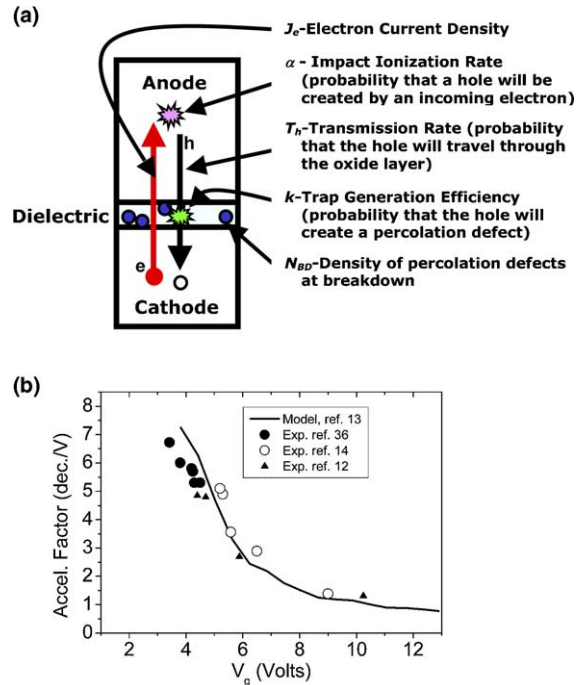 (a)
J_e-Electron Current Density
α - Impact Ionization Rate
(probability that a hole will be
created by an incoming electron)
T_h-Transmission Rate (probability
that the hole will travel through
the oxide layer)
k-Trap Generation Efficiency
(probability that the hole will
create a percolation defect)
N_BD-Density of percolation defects
at breakdown
Anode
h
Dielectric
e
Cathode
(b)
Accel. Factor (dec./V)
8
7
6
5
4
3
2
1
0
Model, ref. 13
Exp. ref. 36
Exp. ref. 14
Exp. ref. 12
2 4 6 8 10 12
V_g (Volts)